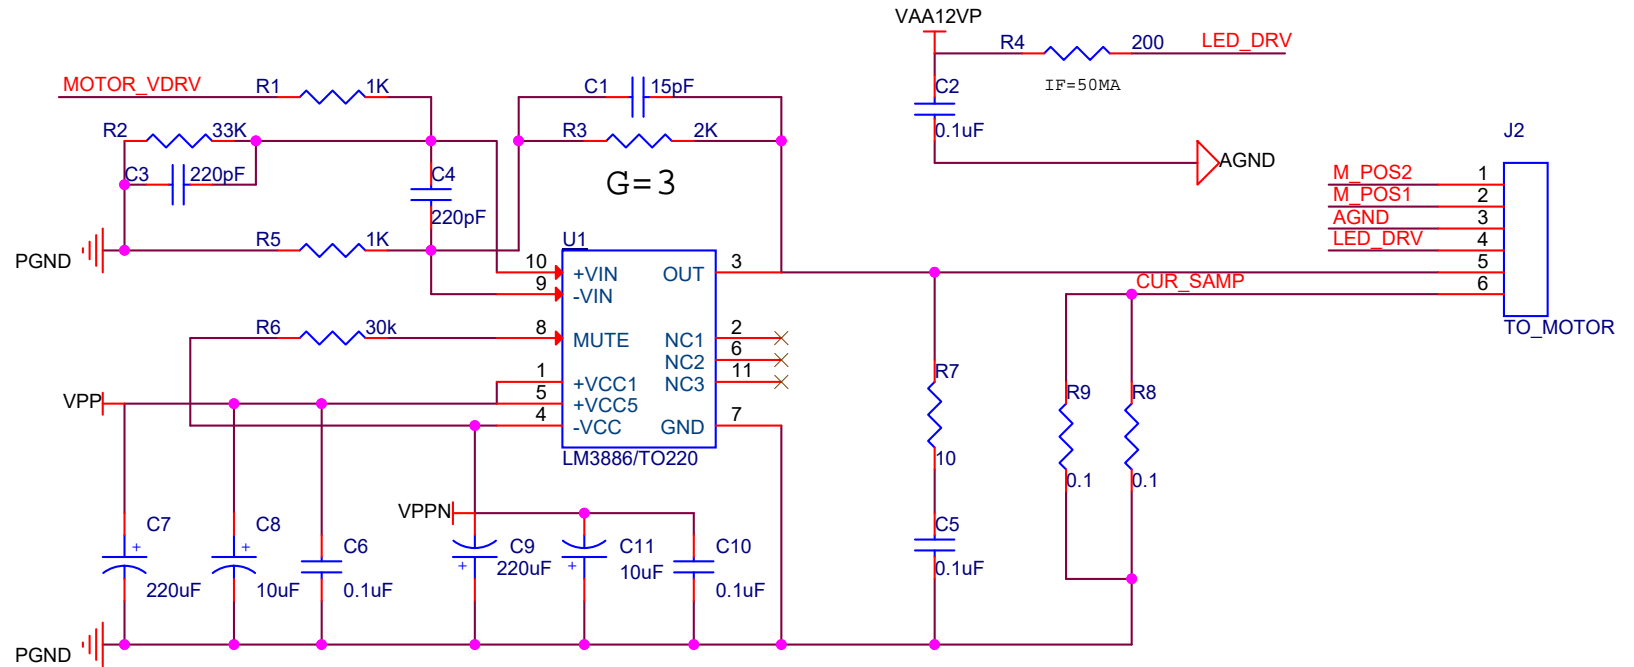 VAA12VP
R4 200 LED_DRV
IF=50MA
MOTOR_VDRV R1 1K
C1 15pF
C2
0.1uF
R2 33K
R3 2K
J2
C3 220pF
C4
220pF
G=3
AGND
M_POS2 1
M_POS1 2
AGND 3
LED_DRV 4
5
CUR_SAMP 6
TO_MOTOR
PGND
R5 1K
U1
10 +VIN OUT 3
9 -VIN
R6 30k 8 MUTE NC1 2
NC2 6
1 +VCC1 NC3 11
VPP 5 +VCC5
4 -VCC GND 7
LM3886/TO220
R7
10
R9
0.1
R8
0.1
VPPN
C7
+
220uF
C8
+
10uF
C6
0.1uF
C9
+
220uF
C11
+
10uF
C10
0.1uF
C5
0.1uF
PGND